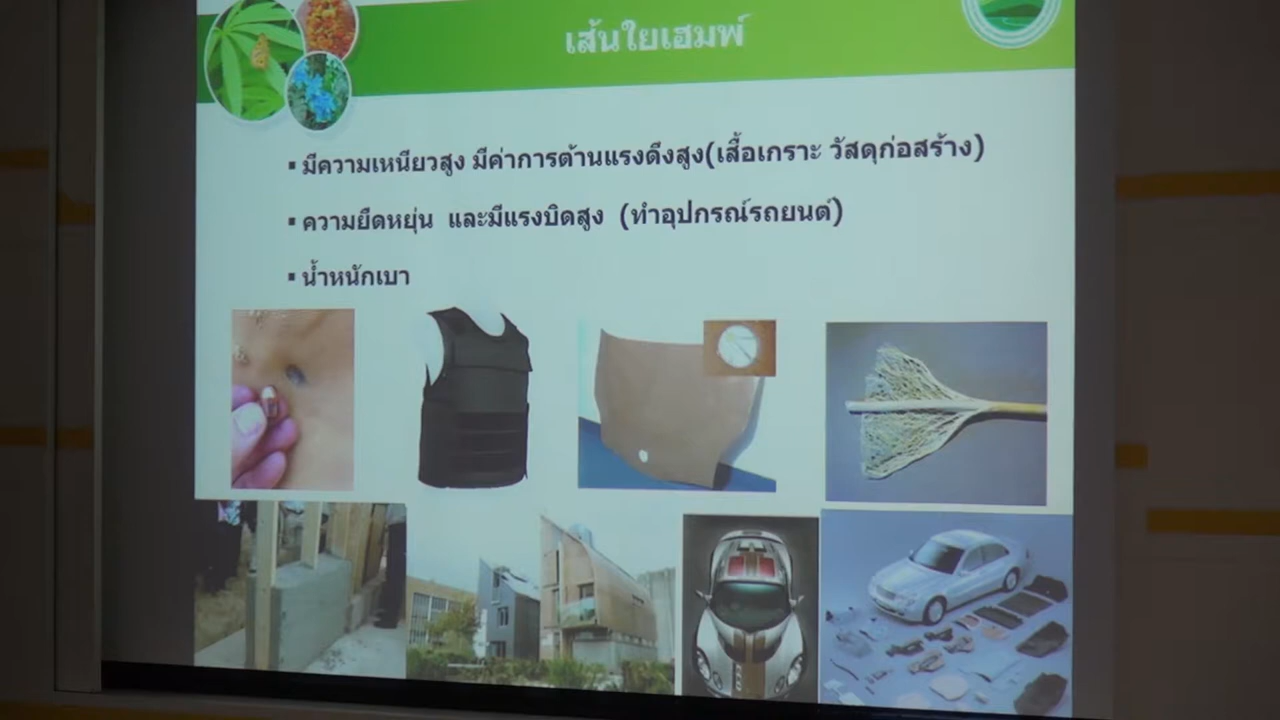 เส้นใยเฮมพ์
▪ มีความเหนียวสูง มีค่าการต้านแรงดึงสูง(เสื้อเกราะ วัสดุก่อสร้าง)
▪ ความยืดหยุ่น และมีแรงบิดสูง (ทำอุปกรณ์รถยนต์)
▪ น้ำหนักเบา